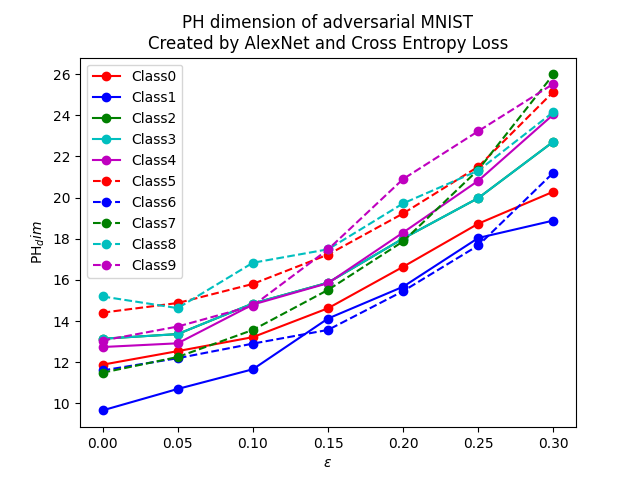 PH dimension of adversarial MNIST
Created by AlexNet and Cross Entropy Loss
Class0
Class1
Class2
Class3
Class4
Class5
Class6
Class7
Class8
Class9
PH_dim
26
24
22
20
18
16
14
12
10
0.00 0.05 0.10 0.15 0.20 0.25 0.30
ε